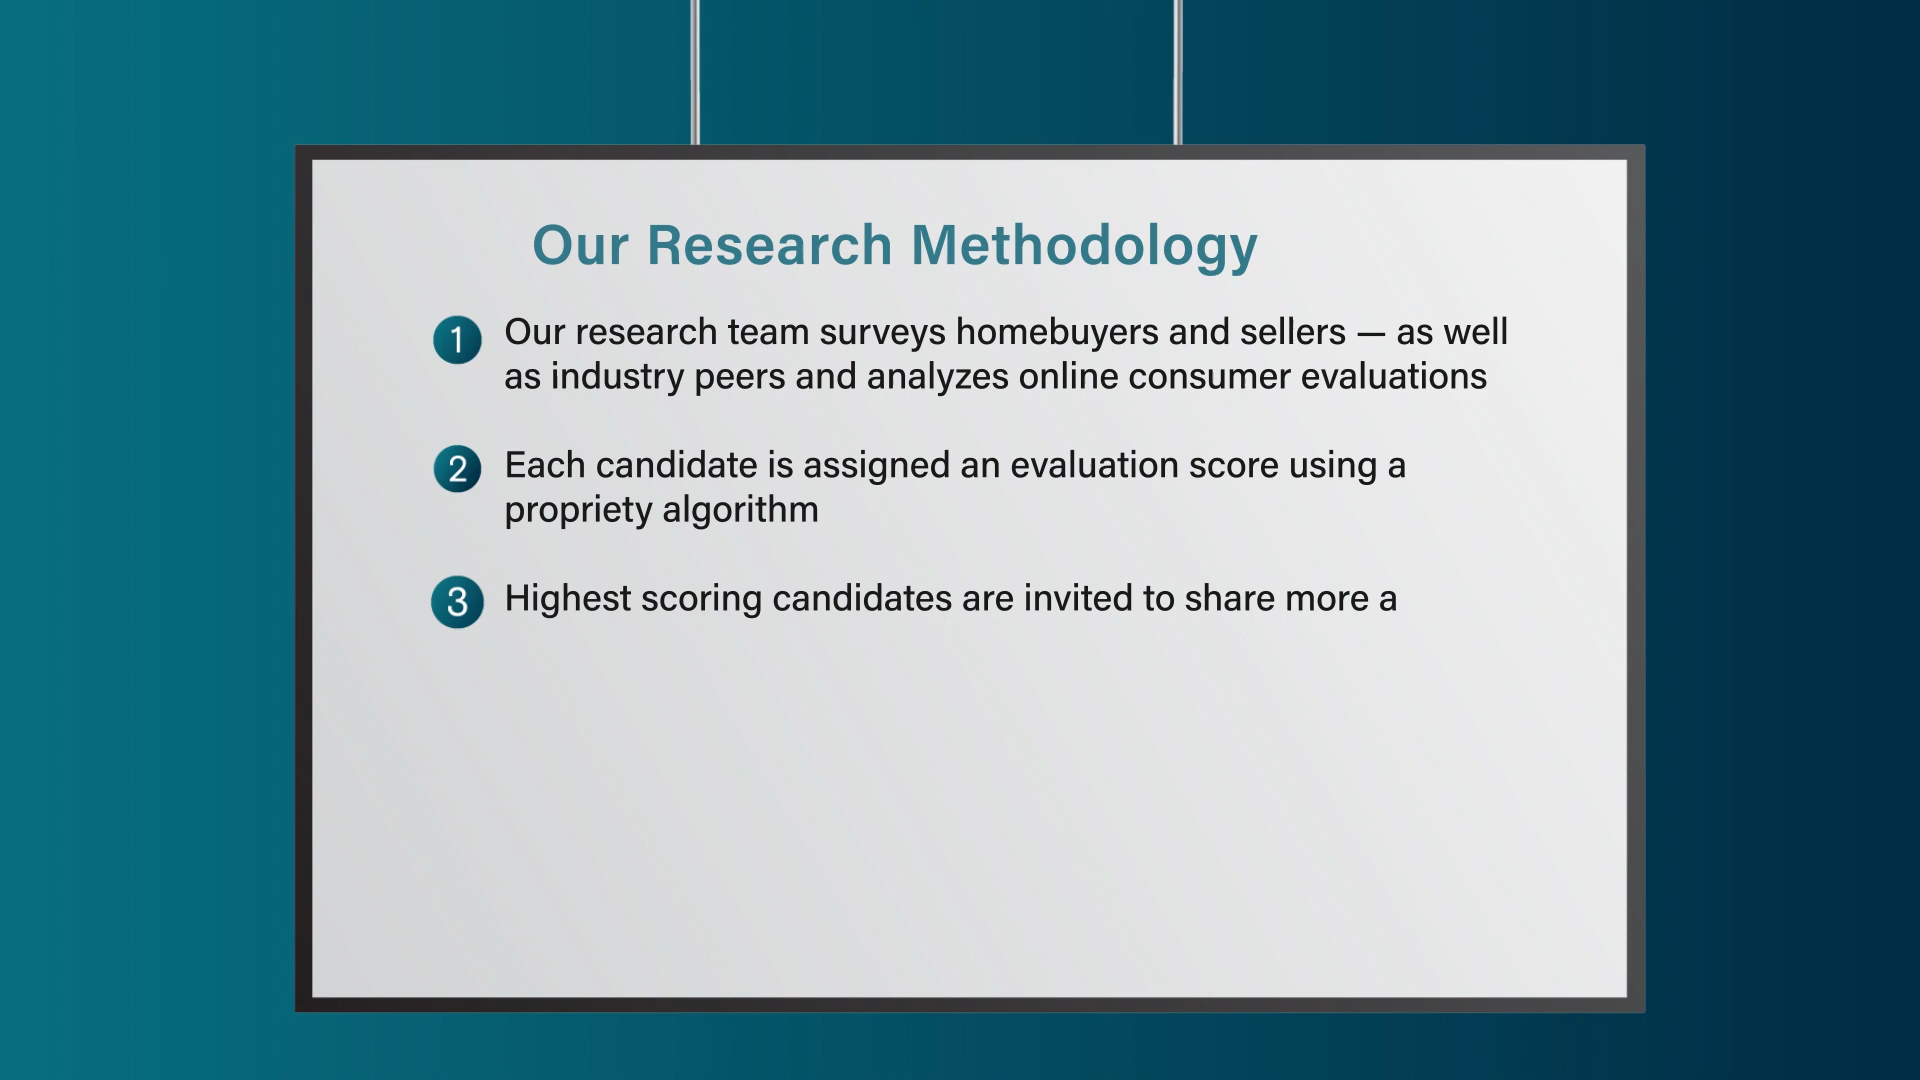 Our Research Methodology
1 Our research team surveys homebuyers and sellers — as well
as industry peers and analyzes online consumer evaluations
2 Each candidate is assigned an evaluation score using a
propriety algorithm
3 Highest scoring candidates are invited to share more a